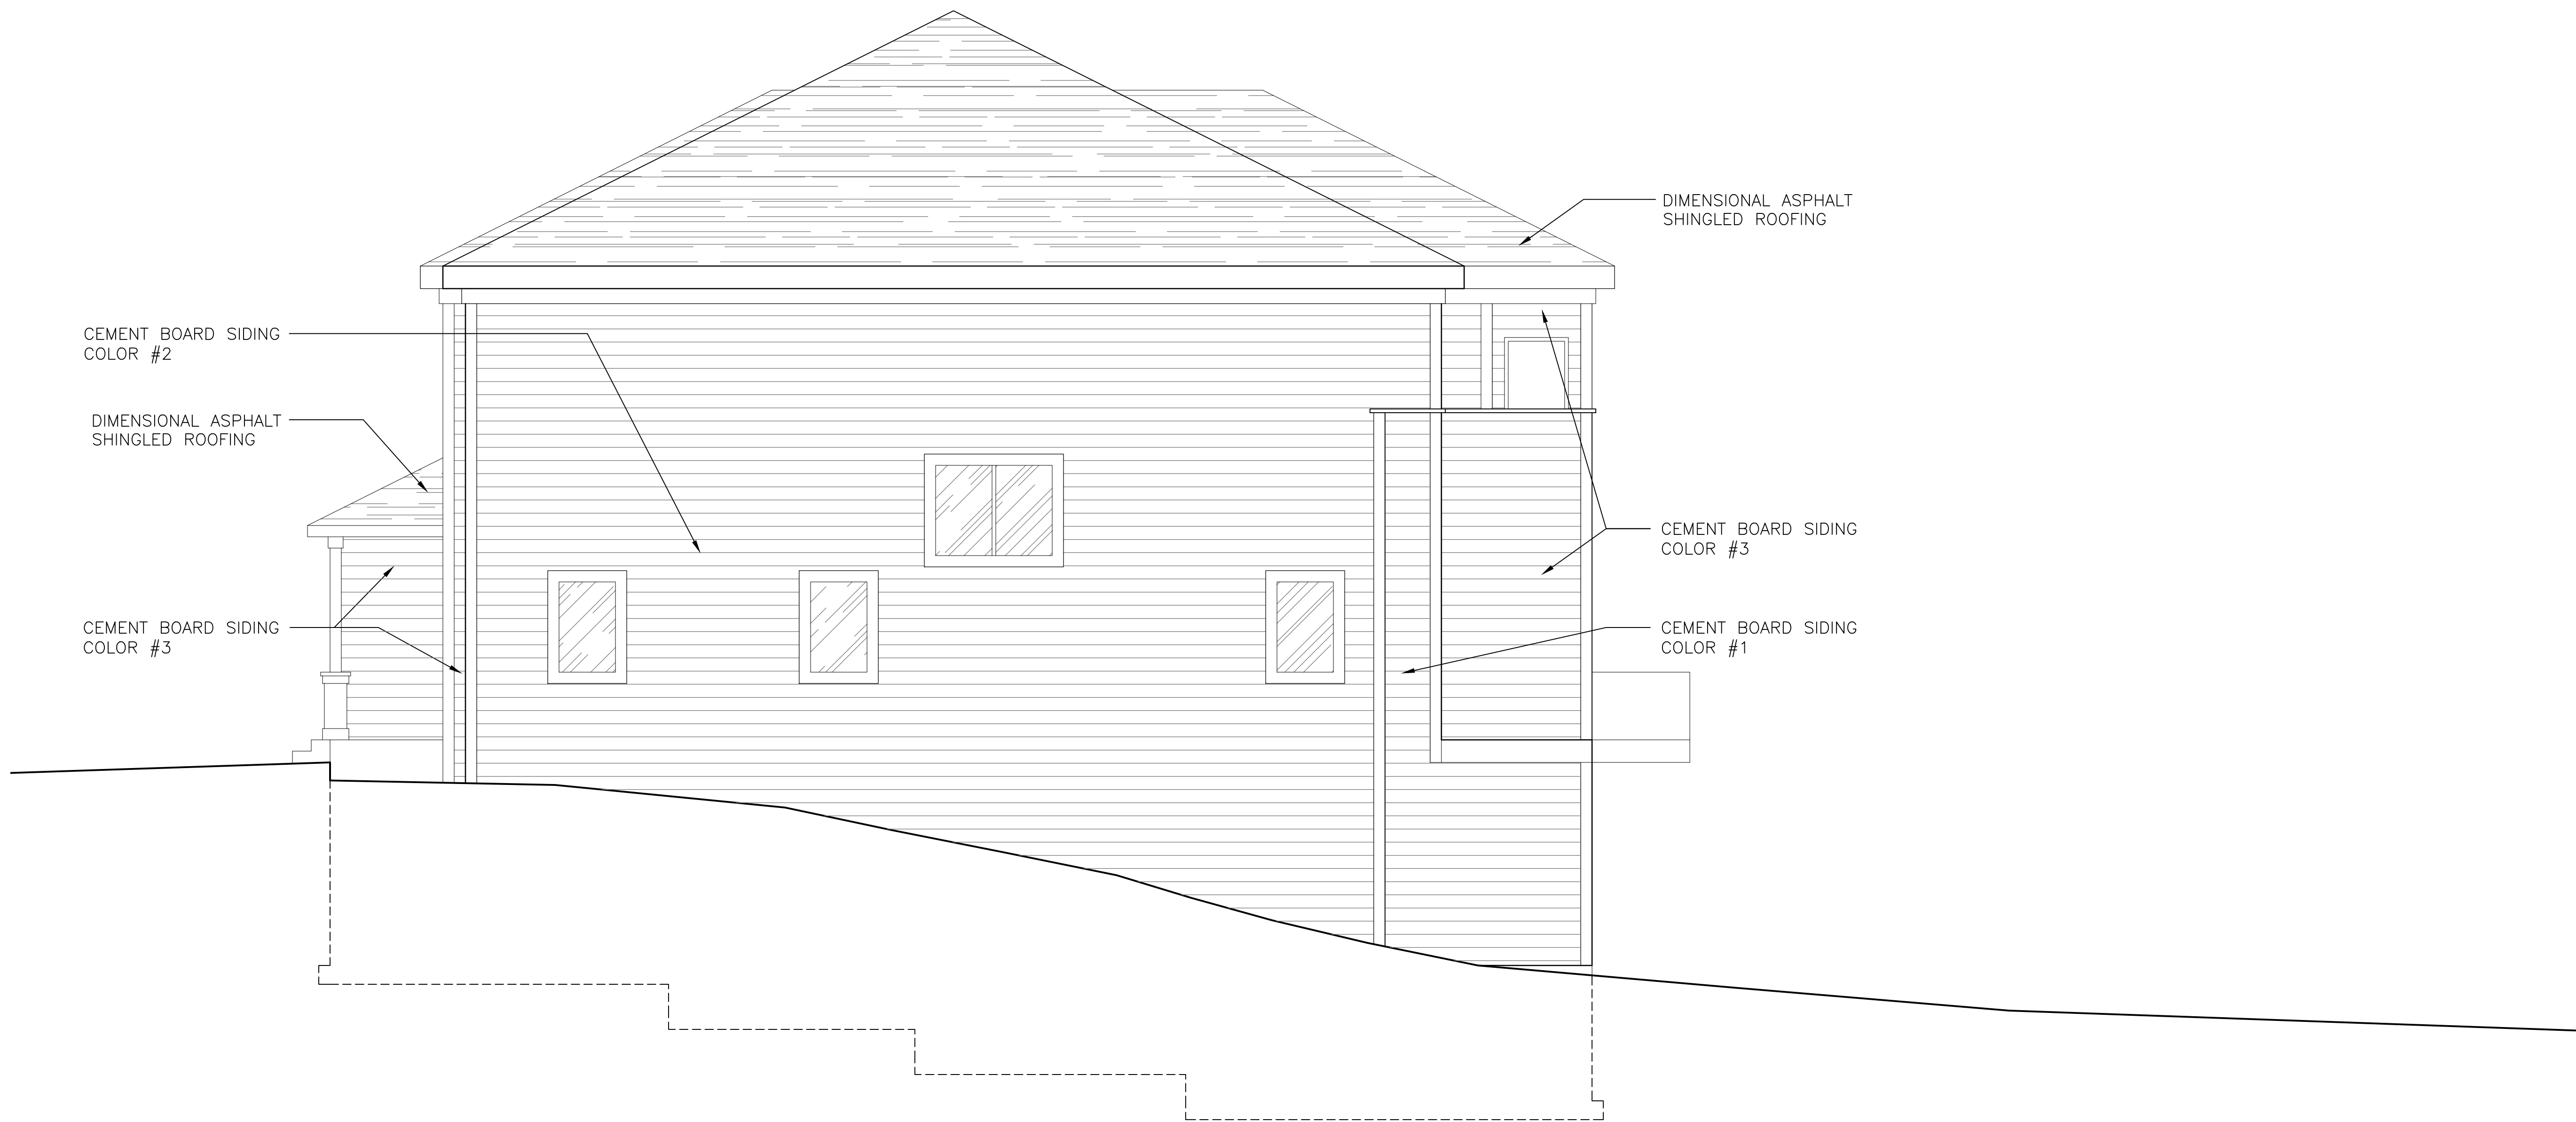 DIMENSIONAL ASPHALT
SHINGLED ROOFING
CEMENT BOARD SIDING
COLOR #2
DIMENSIONAL ASPHALT
SHINGLED ROOFING
CEMENT BOARD SIDING
COLOR #3
CEMENT BOARD SIDING
COLOR #3
CEMENT BOARD SIDING
COLOR #1